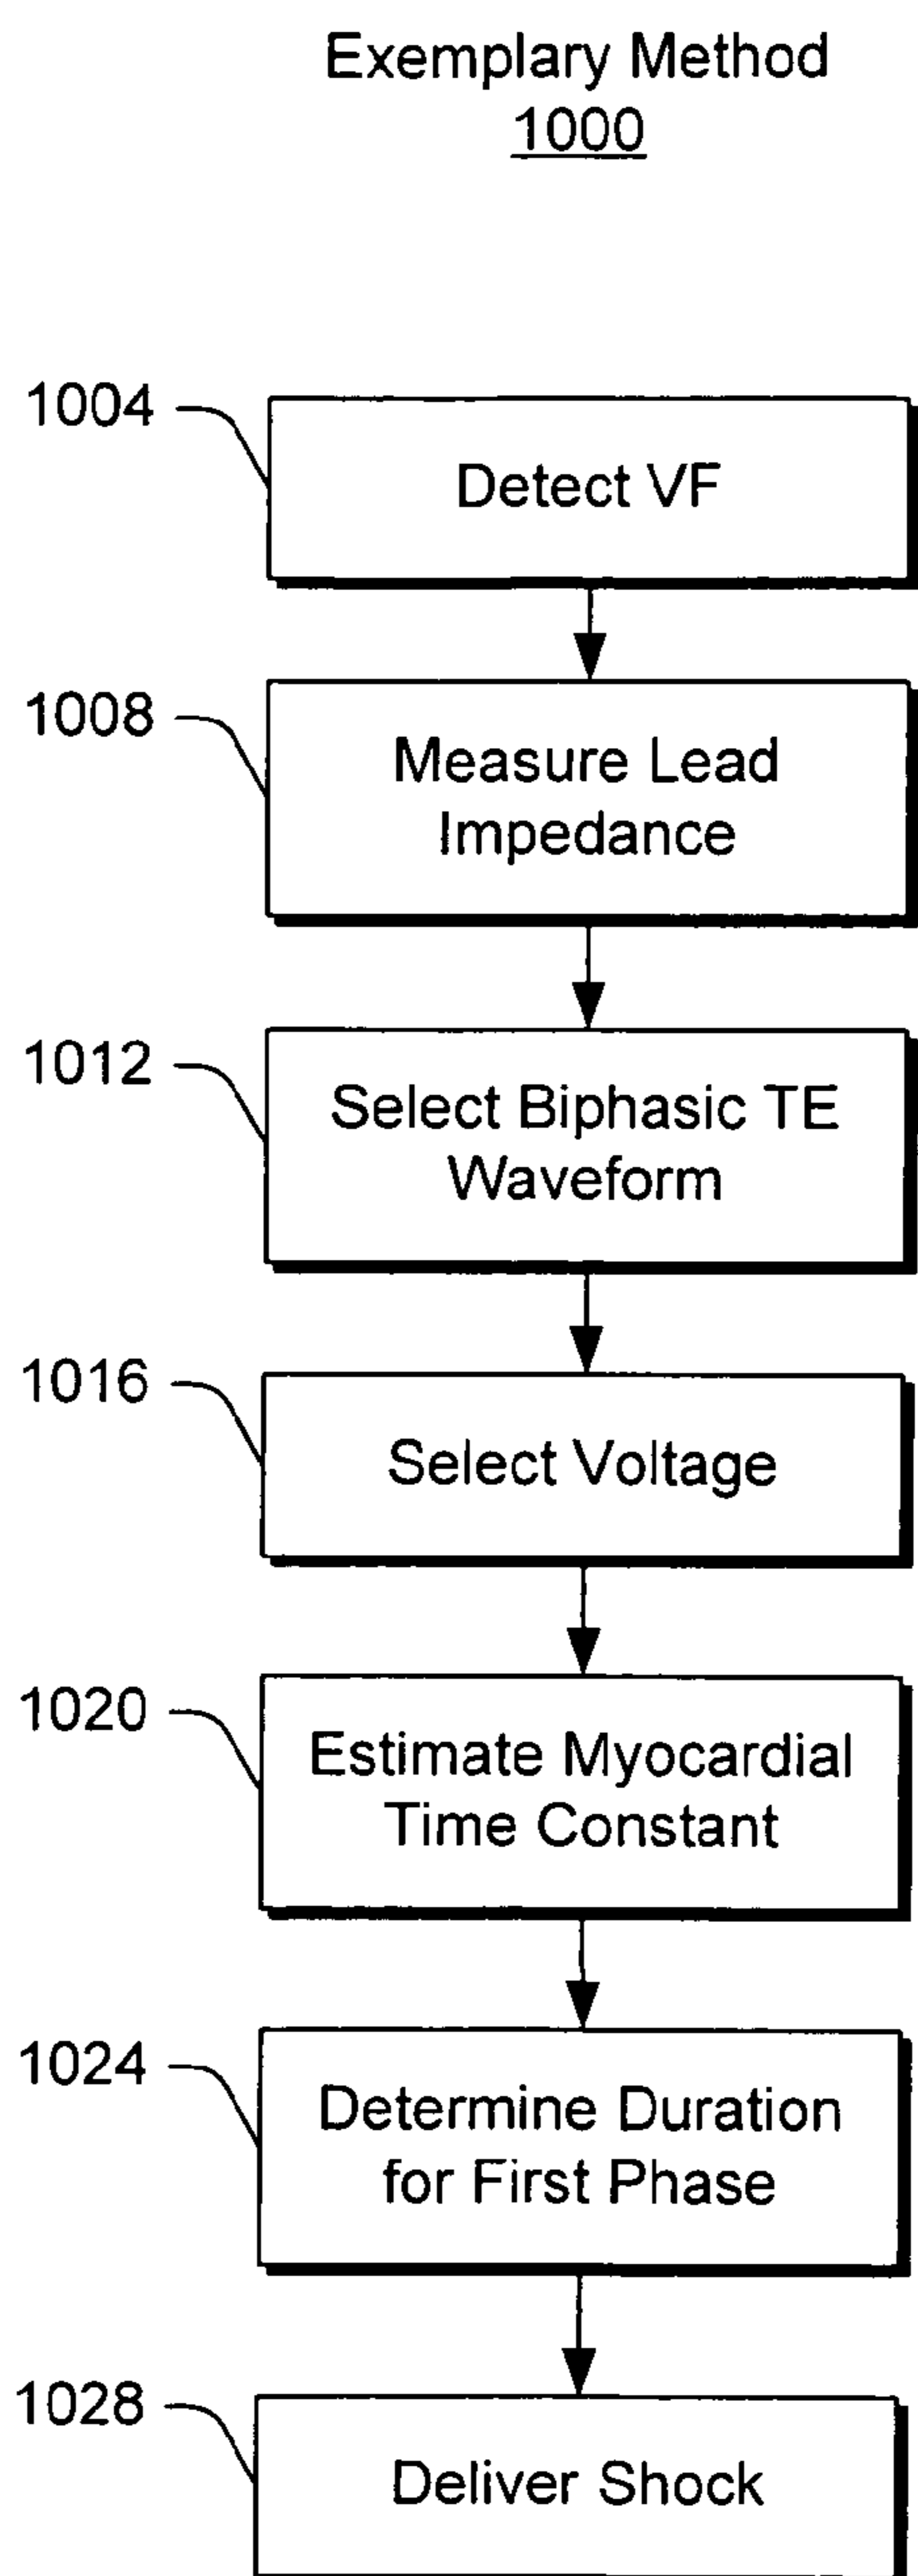 Exemplary Method
1000
1004
Detect VF
1008
Measure Lead
Impedance
1012
Select Biphasic TE
Waveform
1016
Select Voltage
1020
Estimate Myocardial
Time Constant
1024
Determine Duration
for First Phase
1028
Deliver Shock